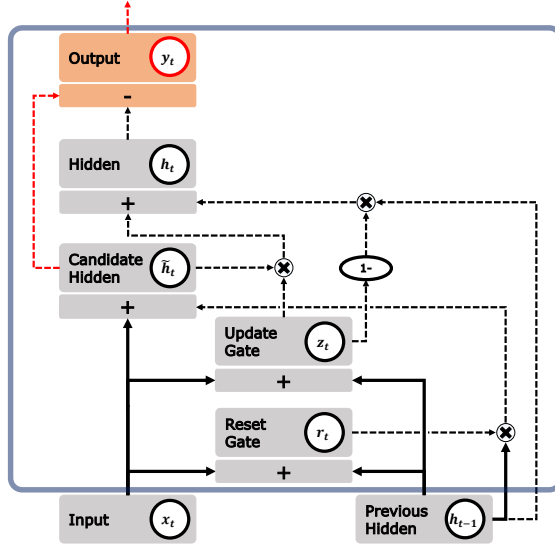 Output
y_t
-
Hidden
h_t
+
Candidate
Hidden
h̃_t
1-
+
Update
Gate
z_t
+
Reset
Gate
r_t
+
Input
x_t
Previous
Hidden
h_{t-1}